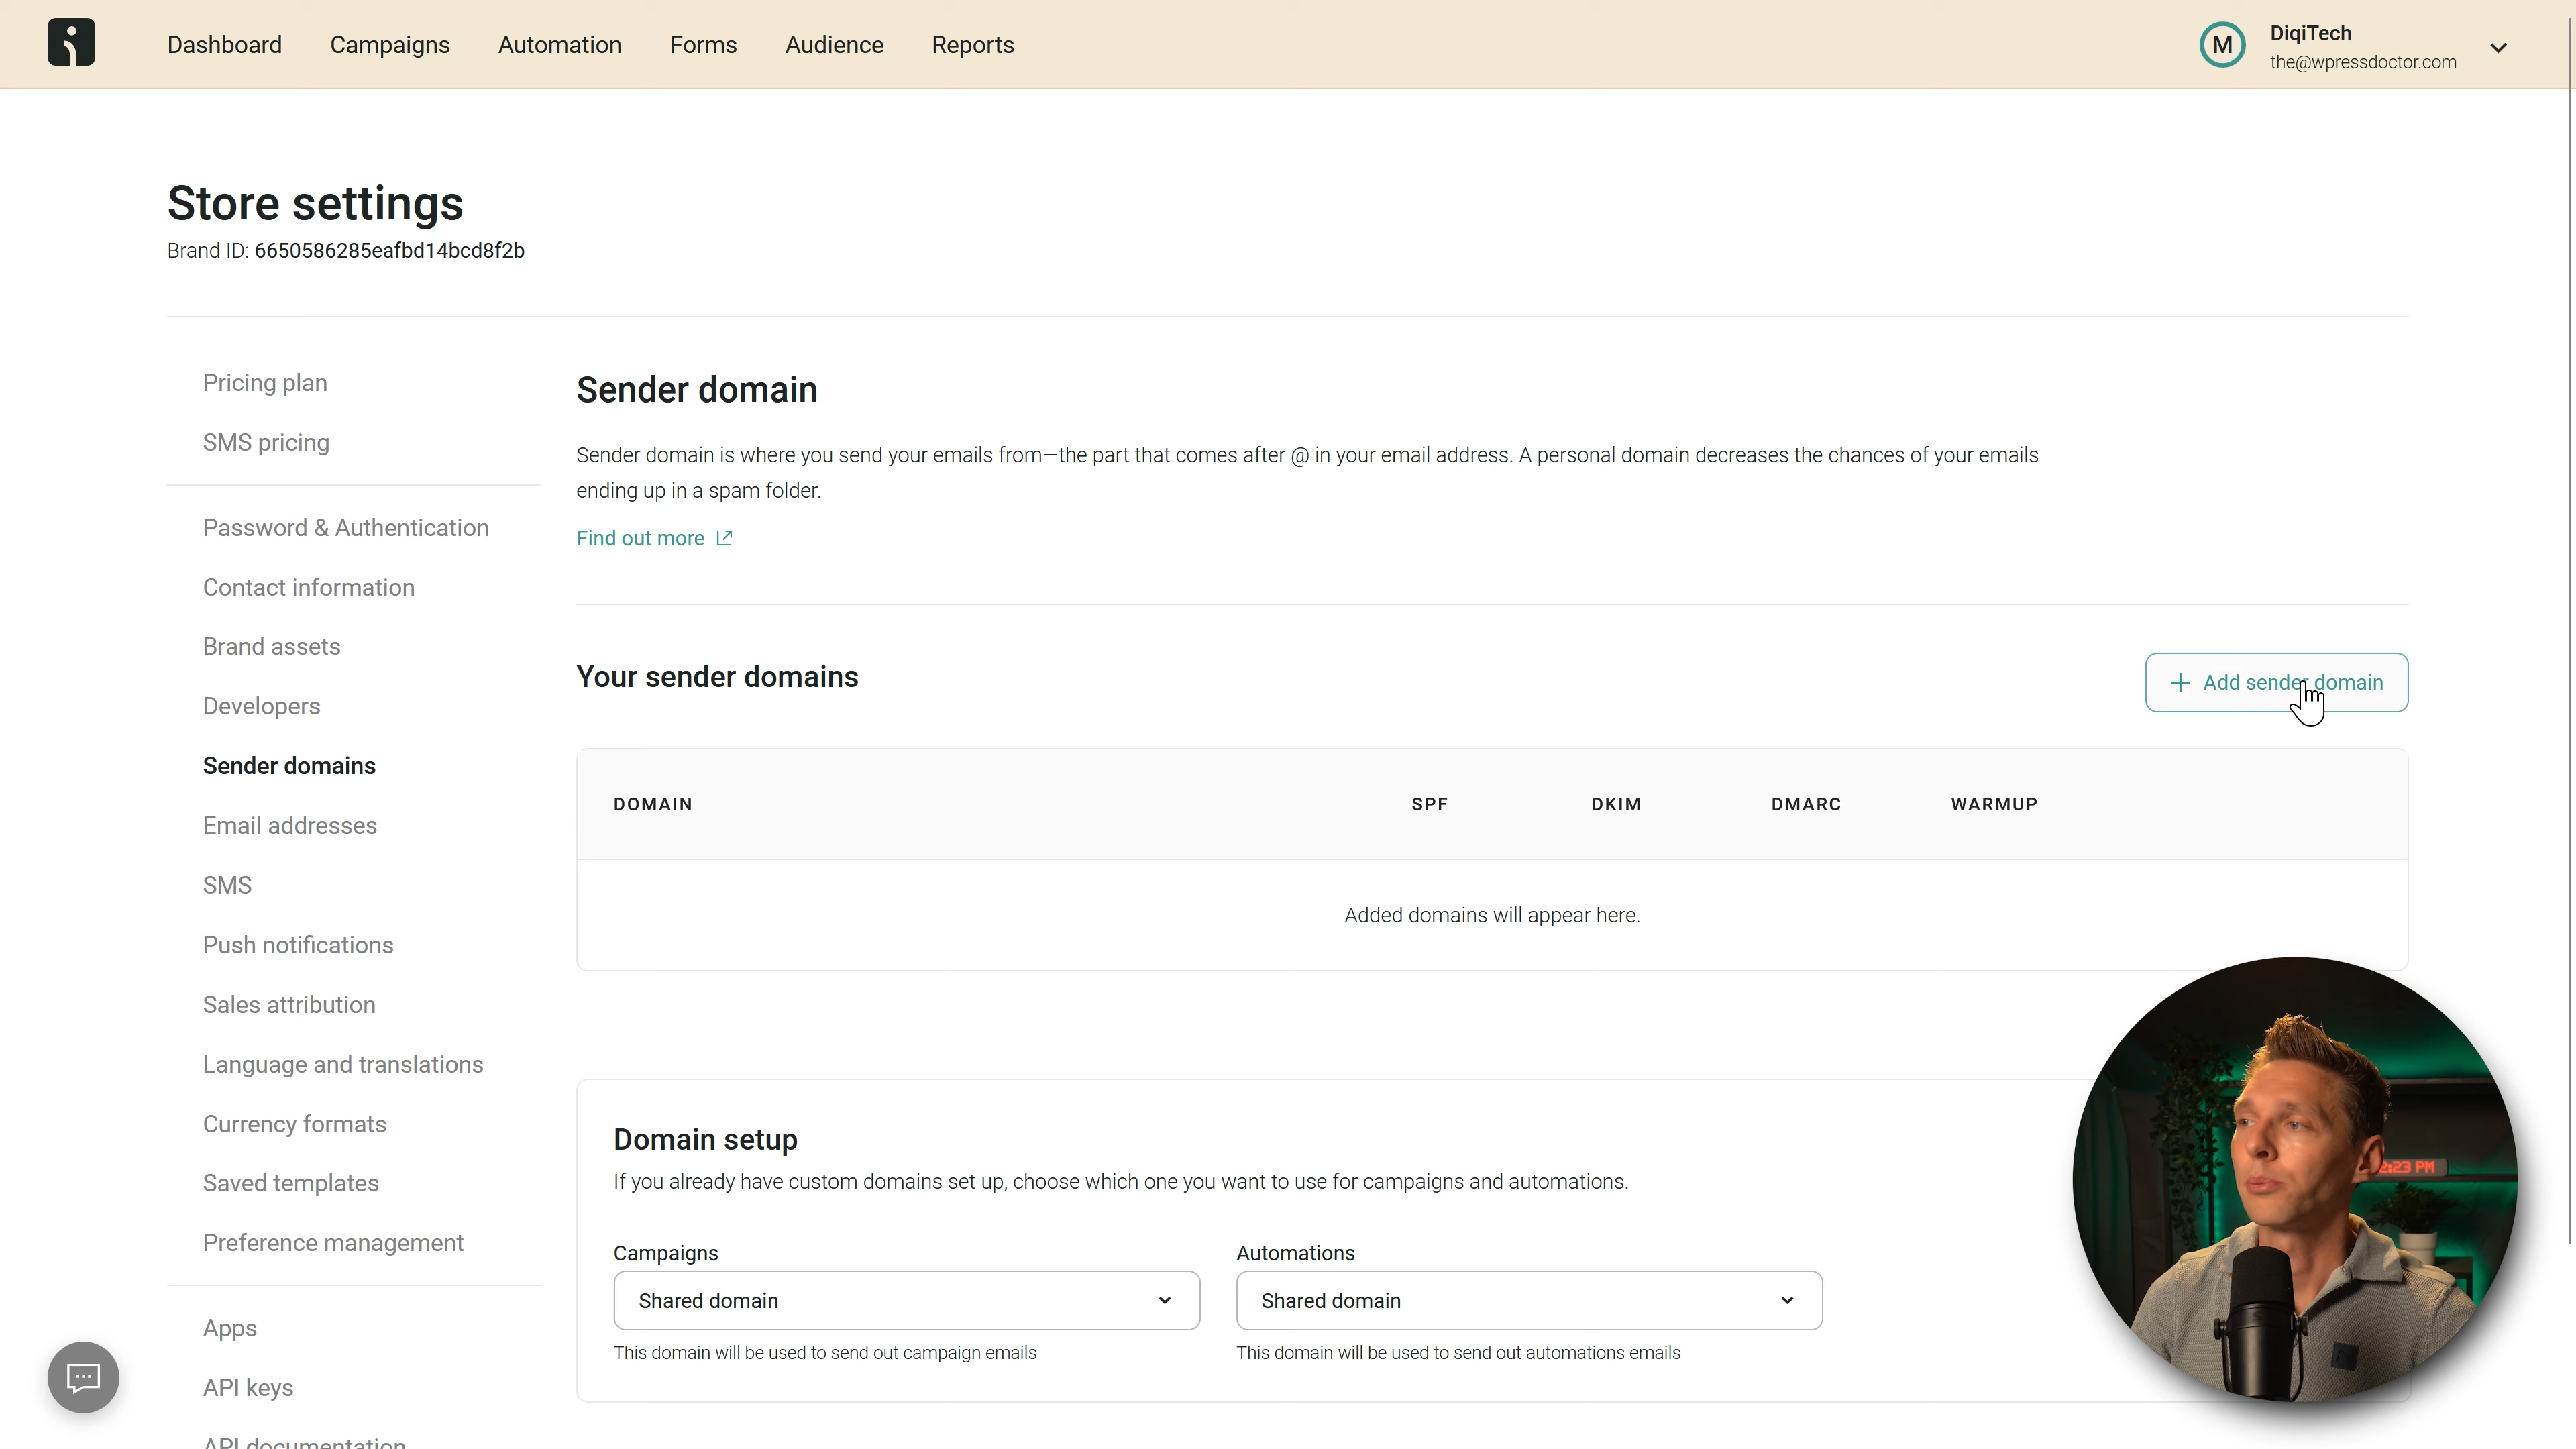 Dashboard
Campaigns
Automation
Forms
Audience
Reports
M
DiqiTech
the@wpressdoctor.com
Store settings
Brand ID: 6650586285eafbd14bcd8f2b
Pricing plan
SMS pricing
Password & Authentication
Contact information
Brand assets
Developers
Sender domains
Email addresses
SMS
Push notifications
Sales attribution
Language and translations
Currency formats
Saved templates
Preference management
Apps
API keys
API documentation
Sender domain
Sender domain is where you send your emails from—the part that comes after @ in your email address. A personal domain decreases the chances of your emails
ending up in a spam folder.
Find out more
Your sender domains
+ Add sender domain
DOMAIN
SPF
DKIM
DMARC
WARMUP
Added domains will appear here.
Domain setup
If you already have custom domains set up, choose which one you want to use for campaigns and automations.
Campaigns
Shared domain
This domain will be used to send out campaign emails
Automations
Shared domain
This domain will be used to send out automations emails
2:23 PM